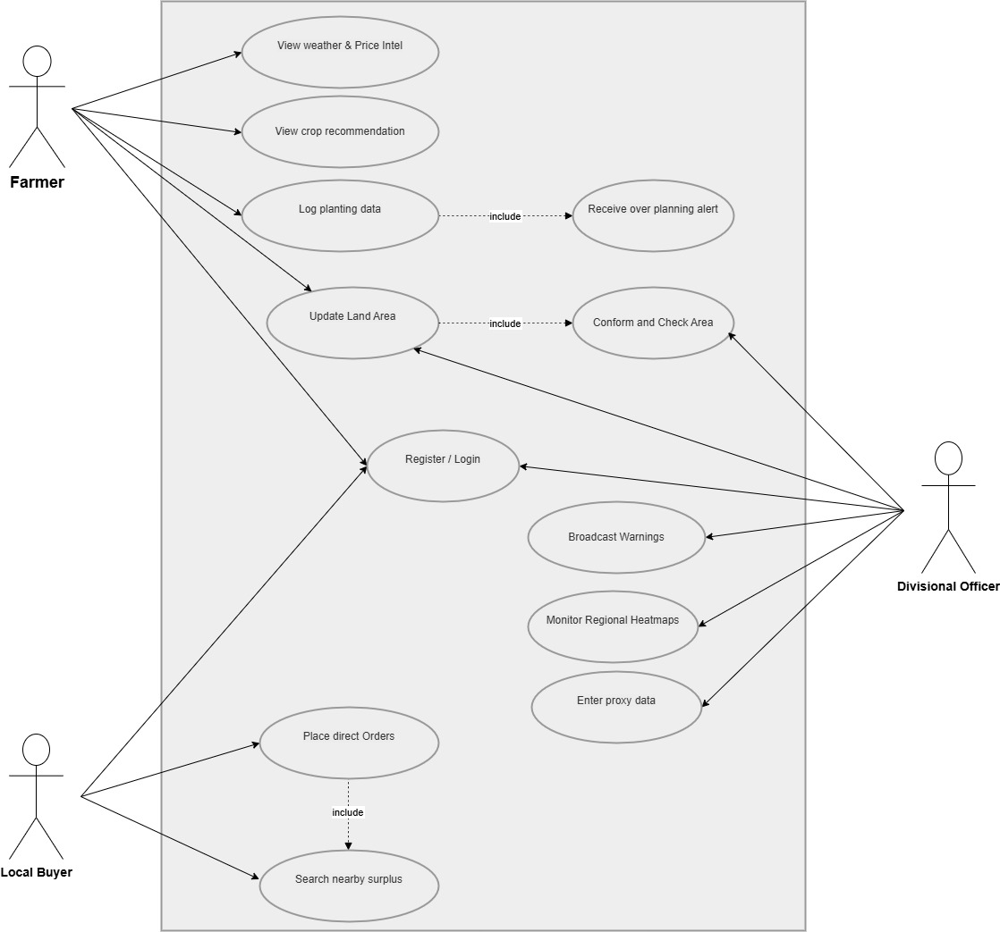 View weather & Price Intel
View crop recommendation
Farmer
Log planting data
include
Receive over planning alert
Update Land Area
include
Conform and Check Area
Register / Login
Broadcast Warnings
Divisional Officer
Monitor Regional Heatmaps
Enter proxy data
Place direct Orders
include
Local Buyer
Search nearby surplus